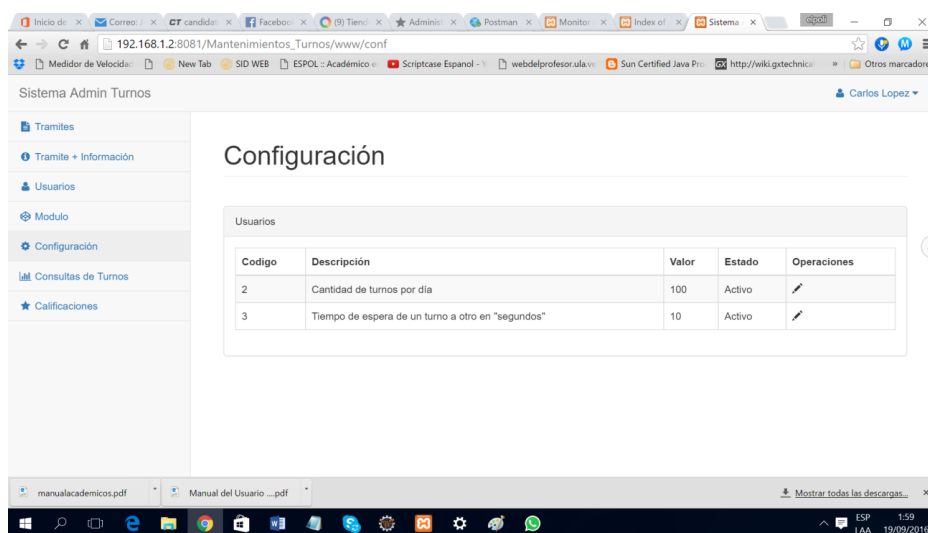 Inicio de
Correo: J
CT candidat
Faceboo
(9) Tiend
Administ
Postman
Monitor
Index of /
Sistema
cipoli
192.168.1.2:8081/Mantenimientos_Turnos/www/conf
Medidor de Velocidad
New Tab
SID WEB
ESPOL :: Académico e
Scriptcase Espanol -
webdelprofesor.ula.ve
Sun Certified Java Pro
GX http://wiki.gxtechnical
»
Otros marcadore
Sistema Admin Turnos
Carlos Lopez
Tramites
Tramite + Información
Usuarios
Modulo
Configuración
Consultas de Turnos
Calificaciones
Configuración
Usuarios
Codigo Descripción Valor Estado Operaciones
2 Cantidad de turnos por día 100 Activo
3 Tiempo de espera de un turno a otro en "segundos" 10 Activo
manualacademicos.pdf
Manual del Usuario ....pdf
Mostrar todas las descargas...
ESP 1:59
LAA 19/09/2016